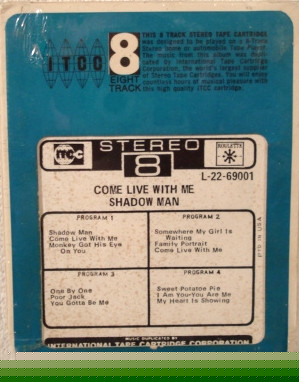 ITCC
8
EIGHT
TRACK
THIS 8 TRACK STEREO TAPE CARTRIDGE
was designed to be played on a 8-Track
Stereo home or automobile Tape Player.
The music from this album was duplicated
by International Tape Cartridge
Corporation, the world's largest supplier
of Stereo Tape Cartridges. You will enjoy
countless hours of musical pleasure with
this high quality ITCC cartridge.
itcc
STEREO
8
ROULETTE
L-22-69001
COME LIVE WITH ME
SHADOW MAN
PROGRAM 1
Shadow Man
Come Live With Me
Monkey Got His Eye
On You
PROGRAM 2
Somewhere My Girl Is
Waiting
Family Portrait
Come Live With Me
PROGRAM 3
One By One
Poor Jack
You Gotta Be Me
PROGRAM 4
Sweet Potatoe Pie
I Am You-You Are Me
My Heart Is Showing
PTD IN USA
MUSIC DUPLICATED BY
INTERNATIONAL TAPE CARTRIDGE CORPORATION